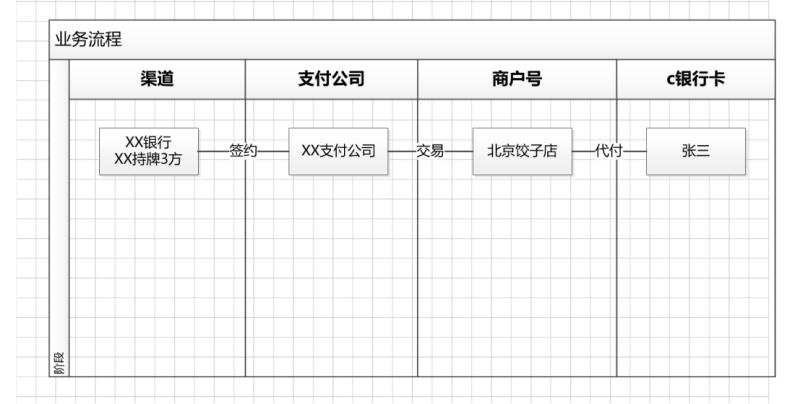 业务流程
渠道
支付公司
商户号
c银行卡
XX银行
XX持牌3方
签约
XX支付公司
交易
北京饺子店
代付
张三
阶段